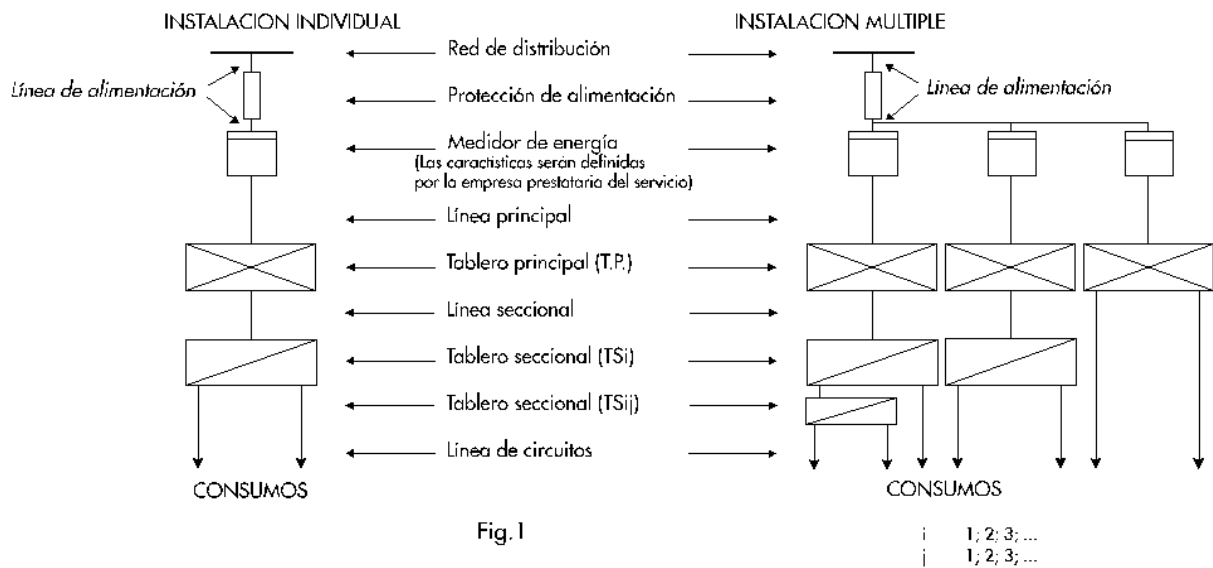 INSTALACION INDIVIDUAL
INSTALACION MULTIPLE
Red de distribución
Línea de alimentación
Línea de alimentación
Protección de alimentación
Medidor de energía
(Las caractísticas serán definidas
por la empresa prestataria del servicio)
Línea principal
Tablero principal (T.P.)
Línea seccional
Tablero seccional (TSi)
Tablero seccional (TSij)
Línea de circuitos
CONSUMOS
CONSUMOS
Fig.1
i 1; 2; 3; ...
j 1; 2; 3; ...